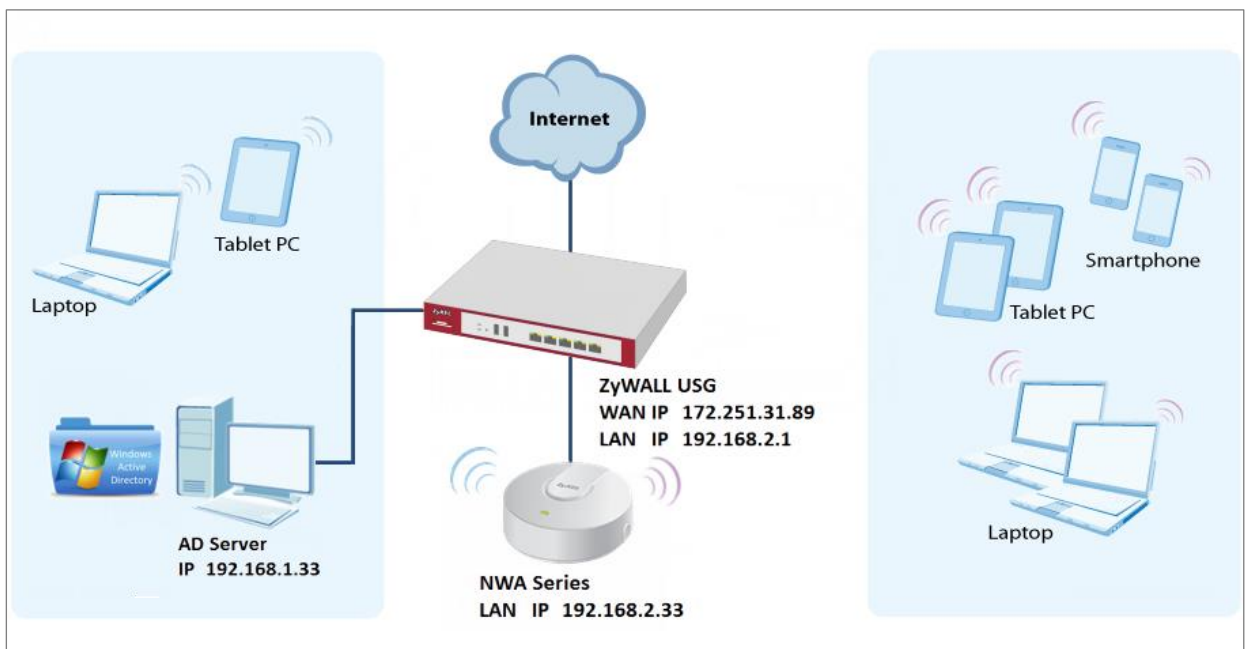 Internet
Tablet PC
Laptop
Windows
Active
Directory
AD Server
IP 192.168.1.33
ZyXEL
ZyWALL USG
WAN IP 172.251.31.89
LAN IP 192.168.2.1
ZyXEL
NWA Series
LAN IP 192.168.2.33
Smartphone
Tablet PC
Laptop